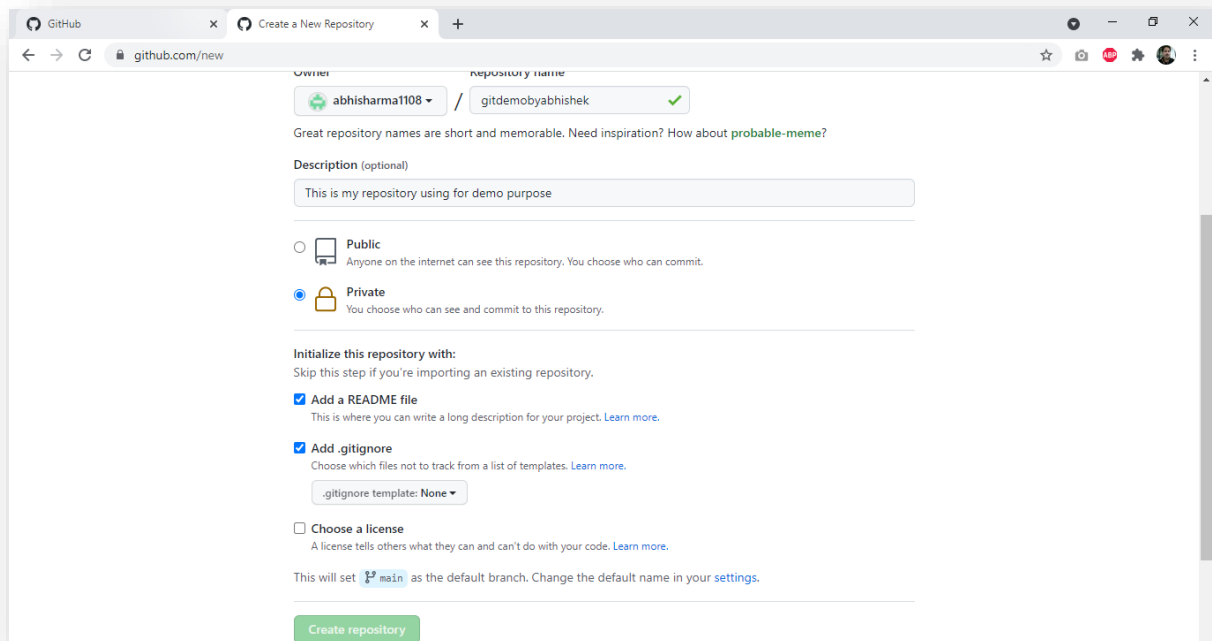 GitHub
Create a New Repository
github.com/new
ABP
Owner Repository name
abhisharma1108 / gitdemobyabhishek
Great repository names are short and memorable. Need inspiration? How about probable-meme?
Description (optional)
This is my repository using for demo purpose
Public
Anyone on the internet can see this repository. You choose who can commit.
Private
You choose who can see and commit to this repository.
Initialize this repository with:
Skip this step if you're importing an existing repository.
Add a README file
This is where you can write a long description for your project. Learn more.
Add .gitignore
Choose which files not to track from a list of templates. Learn more.
.gitignore template: None
Choose a license
A license tells others what they can and can't do with your code. Learn more.
This will set main as the default branch. Change the default name in your settings.
Create repository